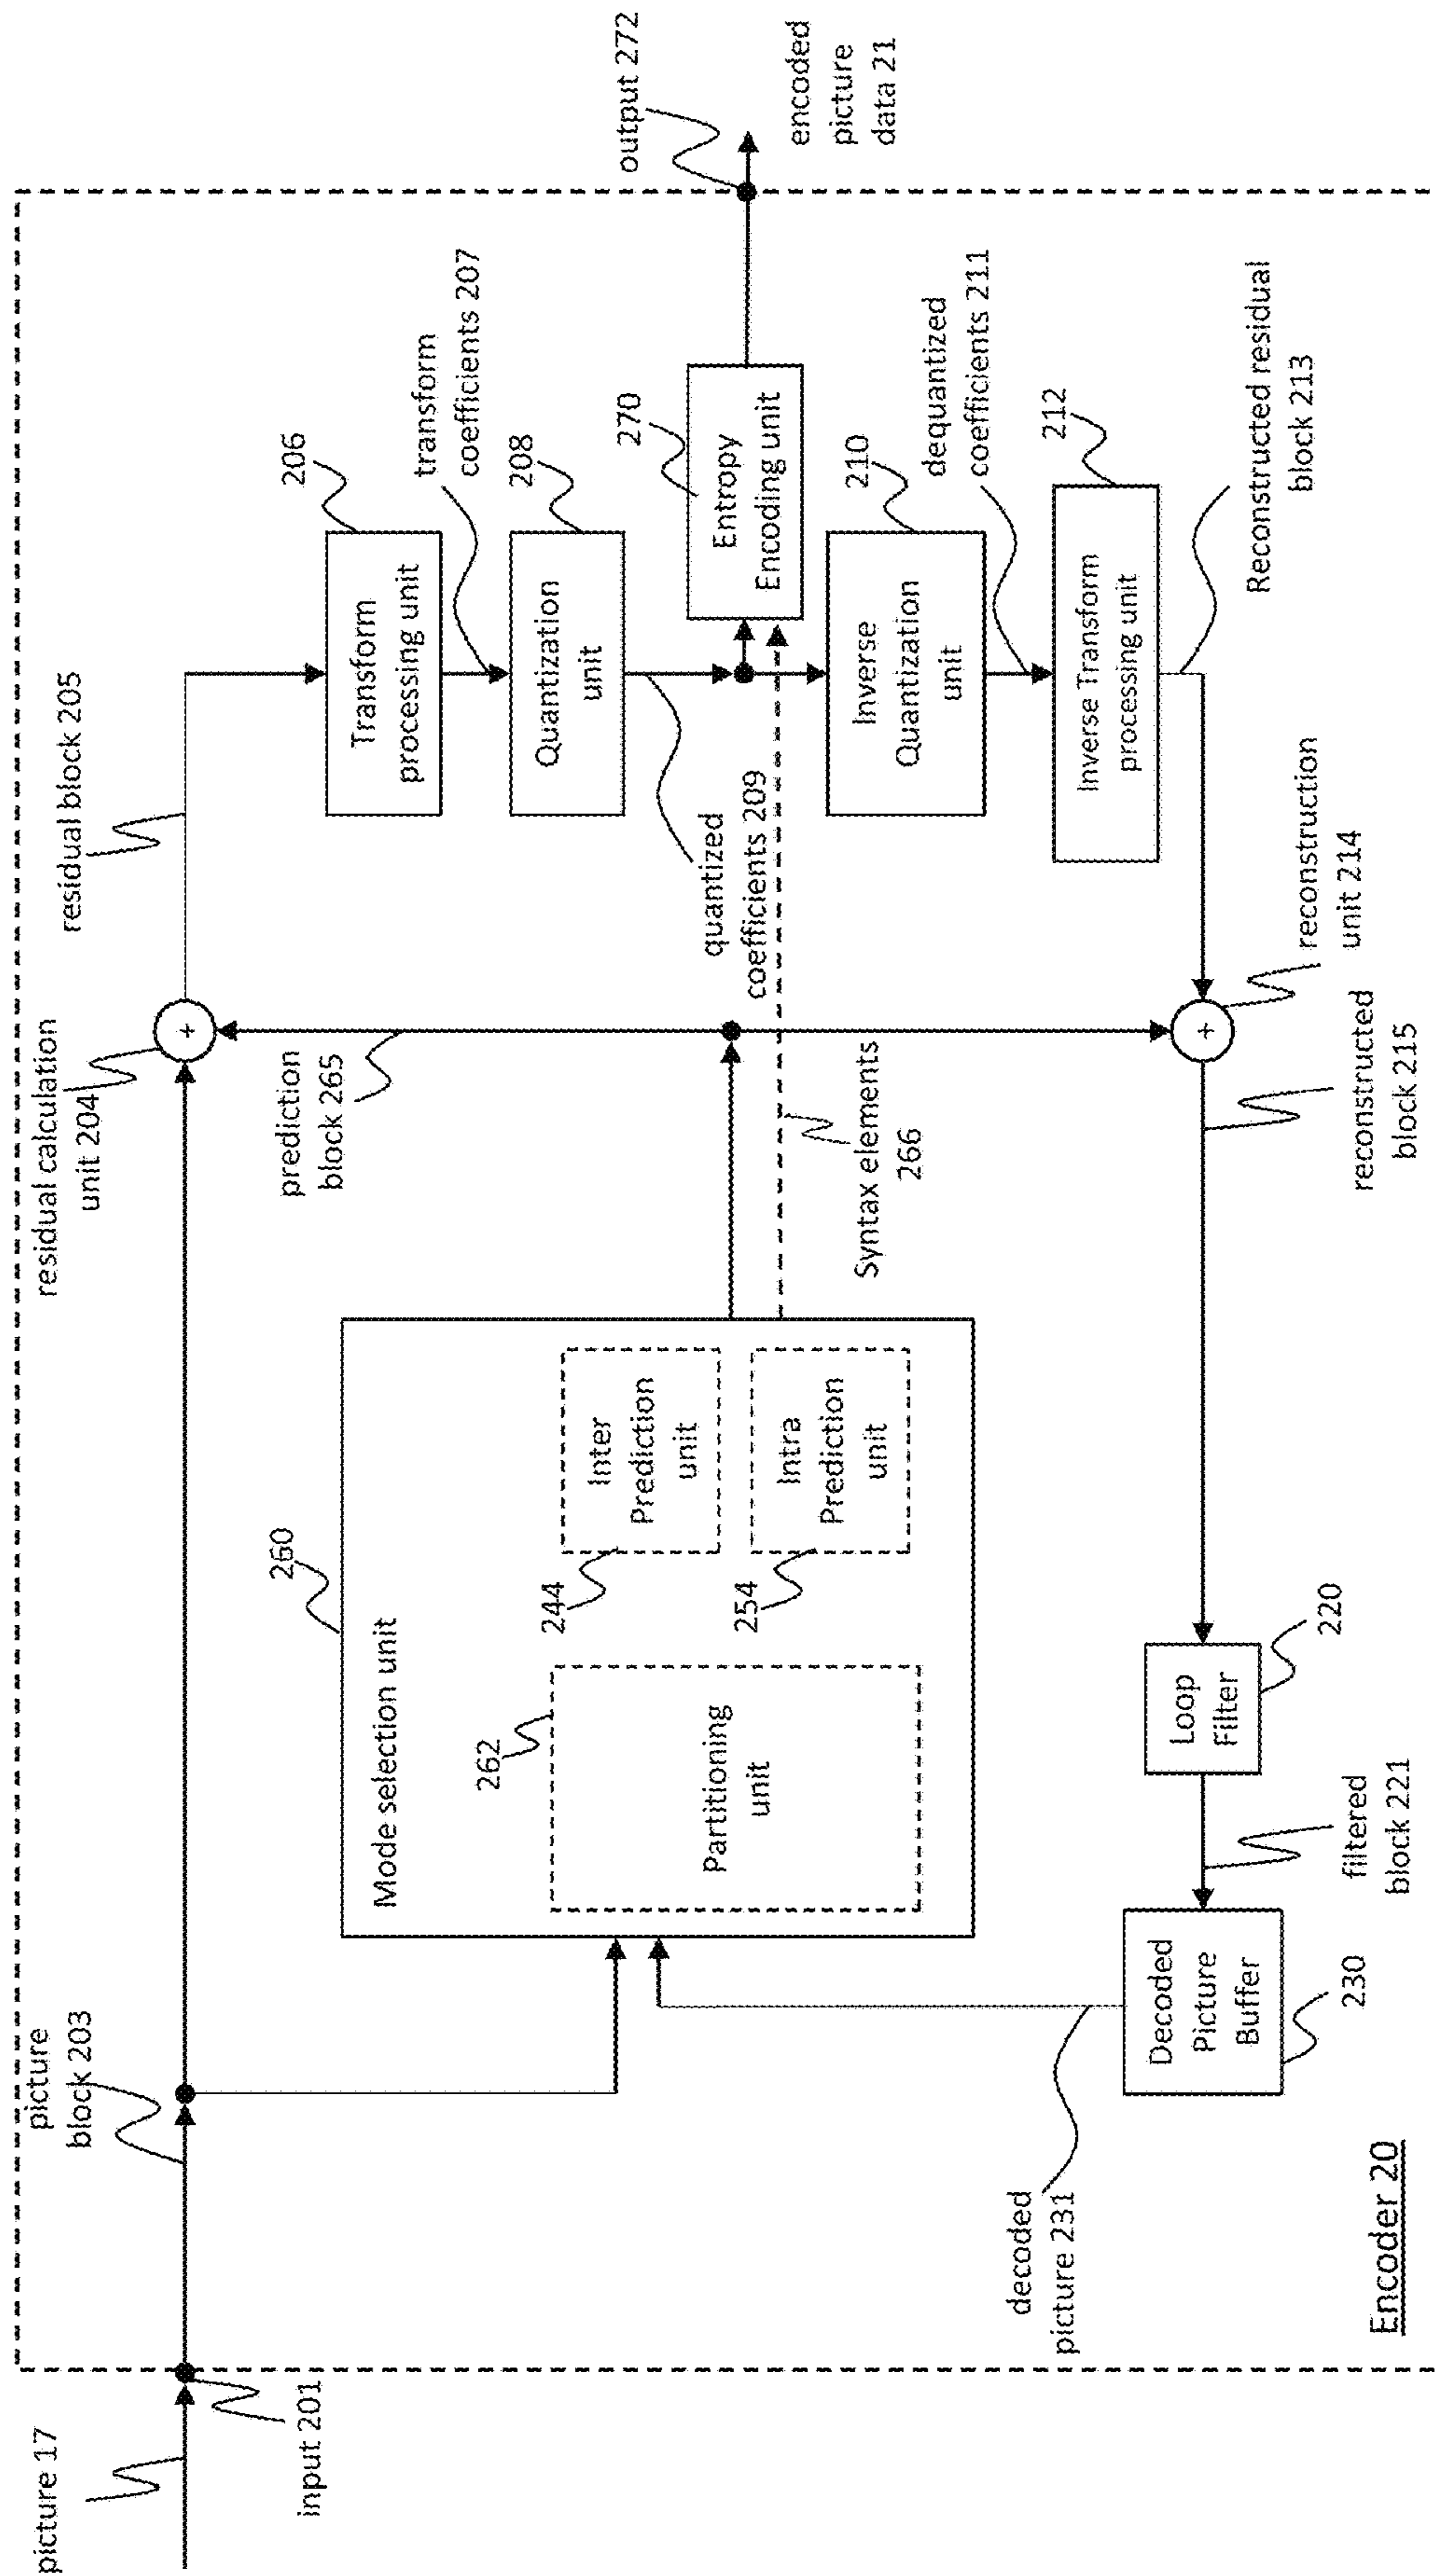 picture 17
input 201
picture
block 203
residual calculation
unit 204
residual block 205
206
Transform
processing unit
transform
coefficients 207
208
Quantization
unit
quantized
coefficients 209
270
Entropy
Encoding unit
output 272
encoded
picture
data 21
210
Inverse
Quantization
unit
dequantized
coefficients 211
212
Inverse Transform
processing unit
Reconstructed residual
block 213
reconstruction
unit 214
reconstructed
block 215
prediction
block 265
Syntax elements
266
260
Mode selection unit
262
Partitioning
unit
244
Inter
Prediction
unit
254
Intra
Prediction
unit
220
Loop
Filter
filtered
block 221
Decoded
Picture
Buffer
230
decoded
picture 231
Encoder 20